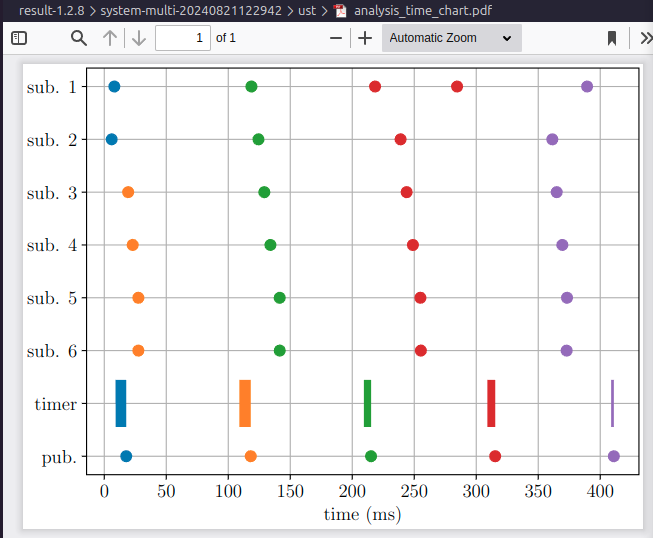 result-1.2.8 > system-multi-20240821122942 > ust > analysis_time_chart.pdf
1 of 1 Automatic Zoom
sub. 1
sub. 2
sub. 3
sub. 4
sub. 5
sub. 6
timer
pub.
0 50 100 150 200 250 300 350 400
time (ms)